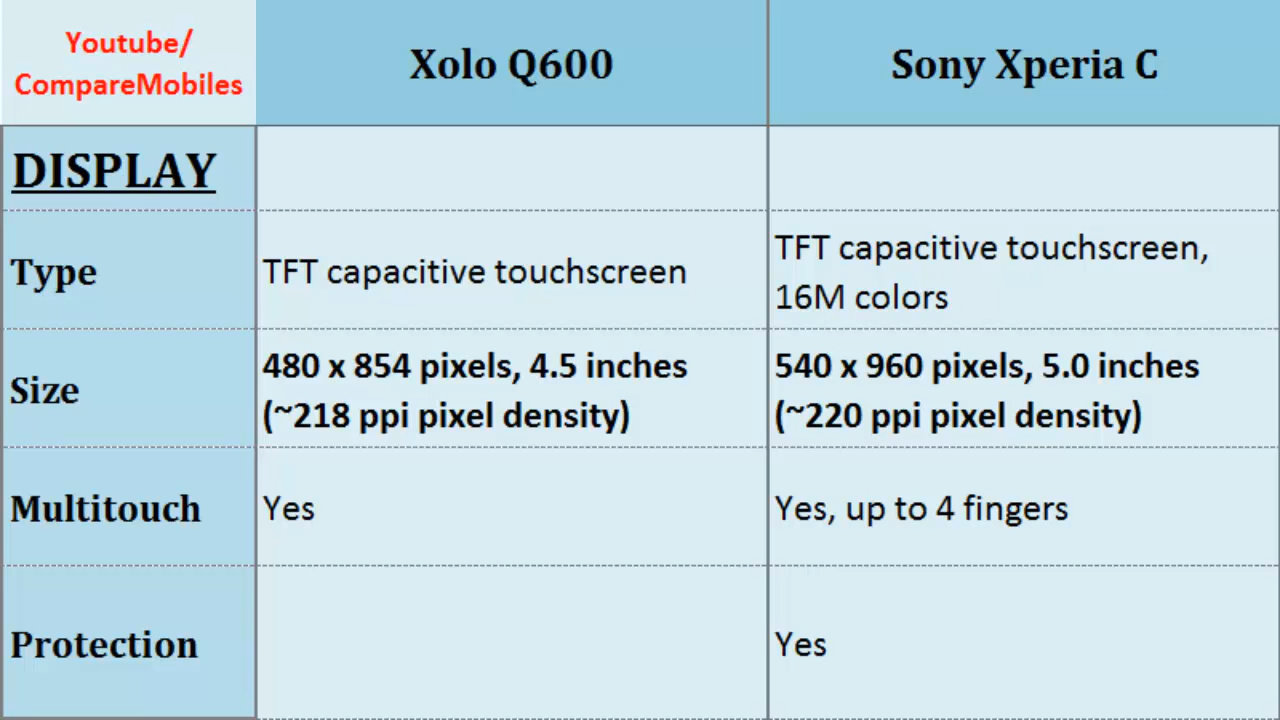 Youtube/
CompareMobiles
Xolo Q600
Sony Xperia C
DISPLAY
Type
TFT capacitive touchscreen
TFT capacitive touchscreen,
16M colors
Size
480 x 854 pixels, 4.5 inches
(~218 ppi pixel density)
540 x 960 pixels, 5.0 inches
(~220 ppi pixel density)
Multitouch
Yes
Yes, up to 4 fingers
Protection
Yes